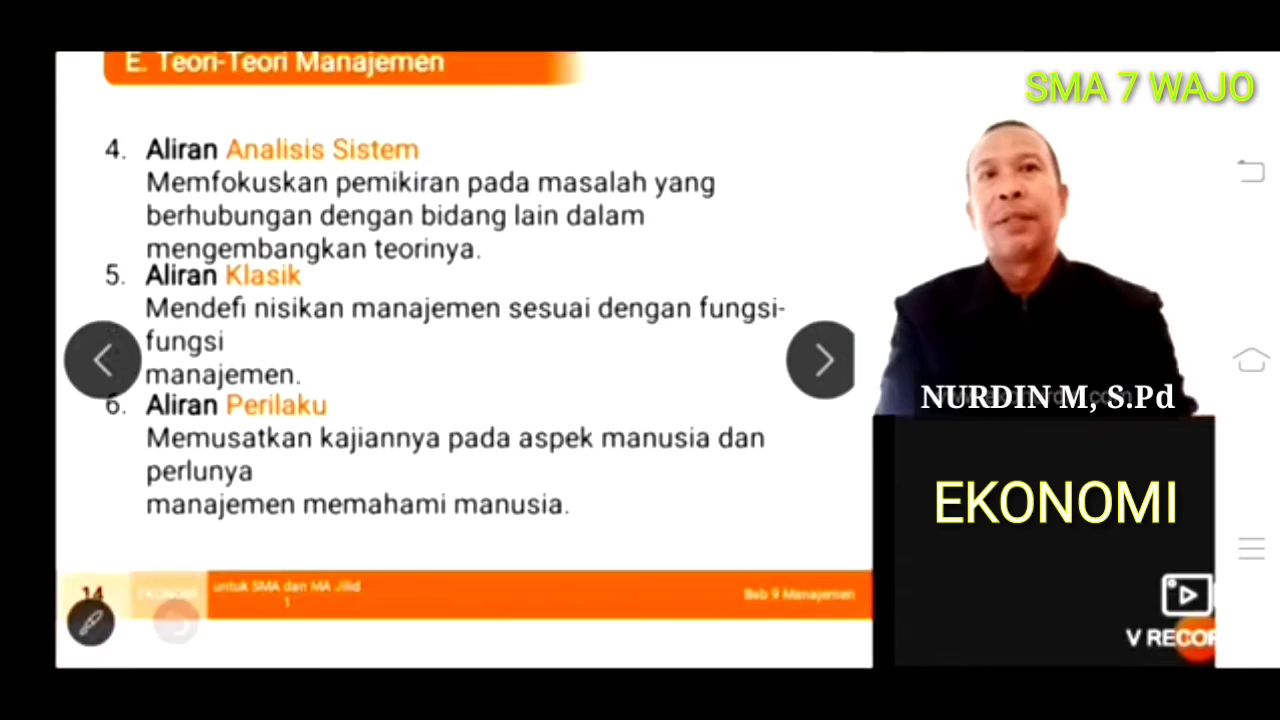 E. Teori-Teori Manajemen
SMA 7 WAJO
4. Aliran Analisis Sistem
Memfokuskan pemikiran pada masalah yang
berhubungan dengan bidang lain dalam
mengembangkan teorinya.
5. Aliran Klasik
Mendefi nisikan manajemen sesuai dengan fungsi-
fungsi
manajemen.
6. Aliran Perilaku
Memusatkan kajiannya pada aspek manusia dan
perlunya
manajemen memahami manusia.
NURDIN M, S.Pd
EKONOMI
14
EKONOMI
untuk SMA dan MA Jilid
1
Bab 9 Manajemen
V RECOR